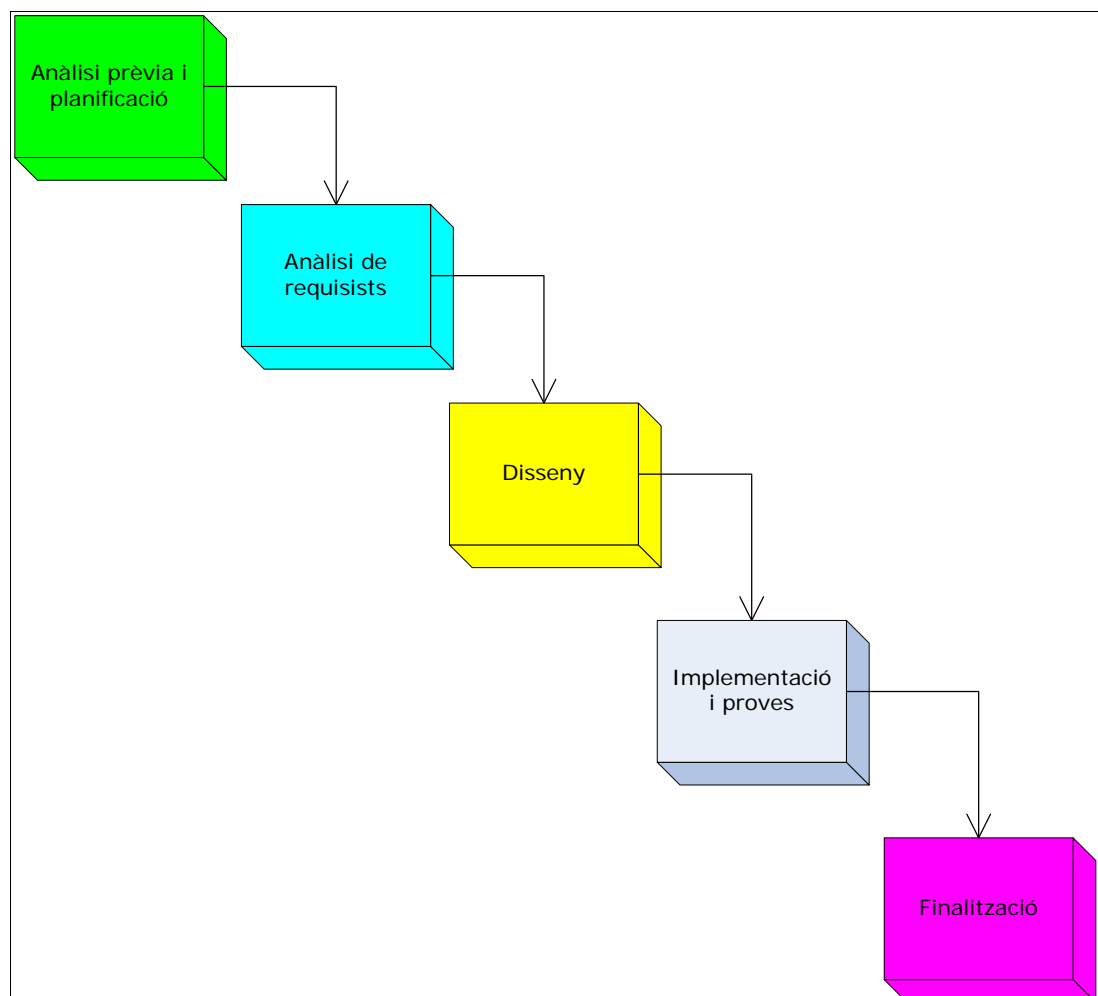 Anàlisi prèvia i
planificació
Anàlisi de
requisists
Disseny
Implementació
i proves
Finalització